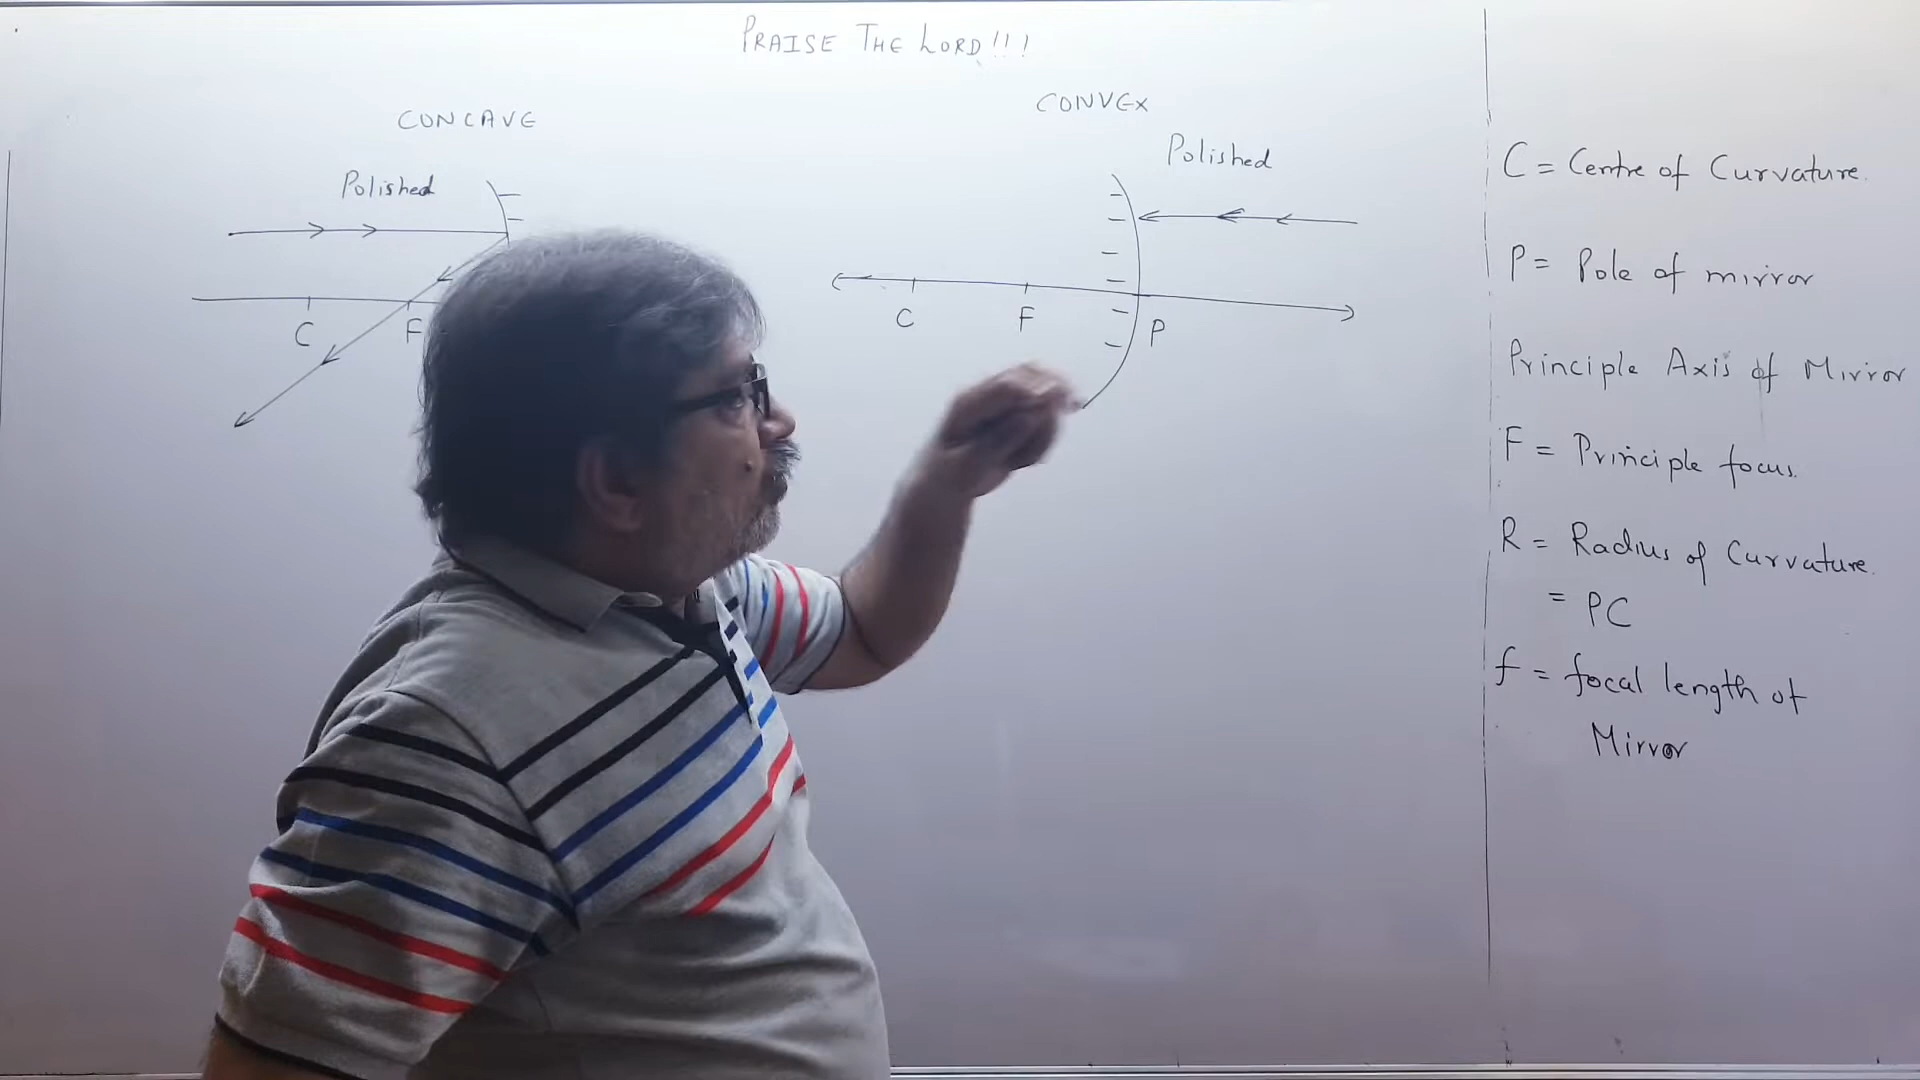 PRAISE THE LORD!!!
CONCAVE
Polished
C
F
CONVEX
Polished
C
F
P
C = Centre of Curvature.
P = Pole of mirror
Principle Axis of Mirror
F = Principle focus.
R = Radius of Curvature.
= PC
f = focal length of
Mirror